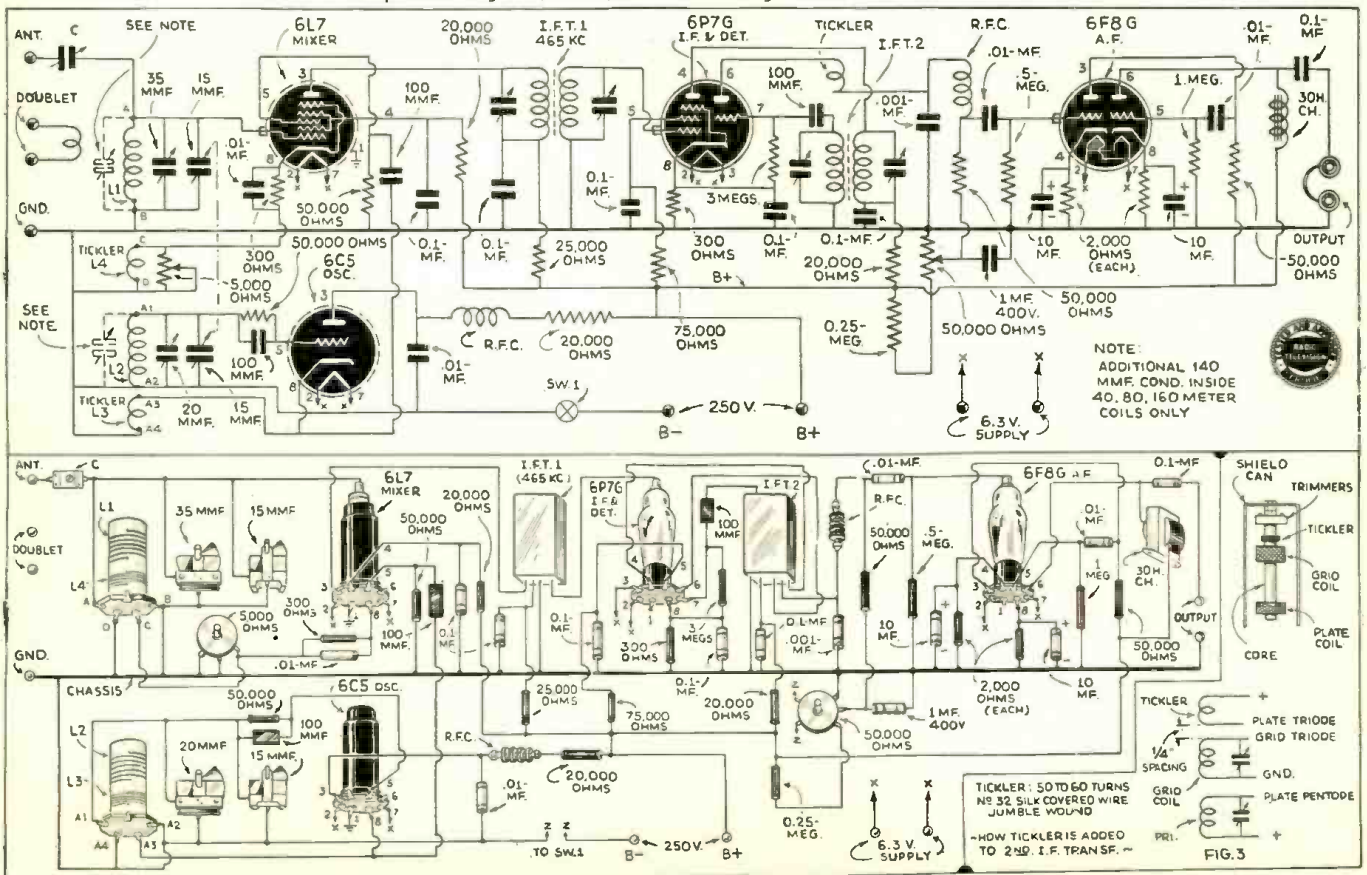 ANT.
C
SEE NOTE
6L7
MIXER
20,000
OHMS
I.F.T.1
465 KC
6P7G
I.F. & DET.
TICKLER
I.F.T.2
R.F.C.
.01-MF.
6F8G
A.F.
.01-
MF.
0.1-
MF
DOUBLET
35
MMF
15
MMF.
100
MMF.
100
MMF.
.001-
MF.
.5-
MEG.
1 MEG.
30H.
CH.
.01-
MF.
50,000
OHMS
0.1-
MF.
3 MEGS.
GND.
L1
A
B
TICKLER
L4
C
D
300
OHMS
50,000 OHMS
6C5
OSC.
0.1-
MF.
0.1-
MF.
25,000
OHMS
300
OHMS
0.1-
MF.
0.1-MF.
20,000
OHMS
B+
10
MF.
2,000
OHMS
(EACH)
10
MF.
OUTPUT
50,000
OHMS
5,000
OHMS
SEE
NOTE
A1
L2
A2
TICKLER
L3
A3
A4
20
MMF
15
MMF
100
MMF.
.01-
MF.
R.F.C.
20,000
OHMS
75,000
OHMS
0.25-
MEG.
1 MF.
400V.
50,000
OHMS
50,000 OHMS
SW.1
B-
250 V.
B+
6.3 V.
SUPPLY
NOTE:
ADDITIONAL 140
MMF. COND. INSIDE
40, 80, 160 METER
COILS ONLY
RADIO
TELEVISION
ANT.
C
L1
DOUBLET
L4
A
B
D
C
35 MMF
15 MMF
6L7
MIXER
50,000
OHMS
20,000
OHMS
I.F.T.1
(465 KC)
6P7G
I.F. &
DET.
100
MMF
I.F.T.2
.01-MF.
R.F.C.
50,000
OHMS
.5-
MEG.
6F8G A.F.
.01-
MF.
0.1-MF
30H.
CH.
1
MEG
SHIELD
CAN
TRIMMERS
TICKLER
GRID
COIL
PLATE
COIL
CORE
5,000
OHMS
300
OHMS
.01-MF
100
MMF.
0.1
MF
0.1-
MF.
300
OHMS
3
MEGS
0.1-
MF.
0.1-MF
.001-
MF.
10
MF.
2,000
OHMS
(EACH)
10
MF.
50,000
OHMS
OUTPUT
GND.
CHASSIS
50,000
OHMS
6C5 OSC.
L2
L3
A1
A2
A4
A3
20MMF
100
MMF
15 MMF
R.F.C.
.01-
MF.
20,000
OHMS
25,000
OHMS
75,000
OHMS
20,000
OHMS
50,000
OHMS
1 MF.
400V
0.25-
MEG.
Z Z
TO SW.1
B-
250V.
B+
6.3 V.
SUPPLY
TICKLER
PLATE TRIODE
GRID TRIODE
1/4"
SPACING
GRID
COIL
GND.
PLATE PENTODE
PRI.
TICKLER: 50 TO 60 TURNS
Nº 32 SILK COVERED WIRE
JUMBLE WOUND
~HOW TICKLER IS ADDED
TO 2ND. I.F. TRANSF.~
FIG.3